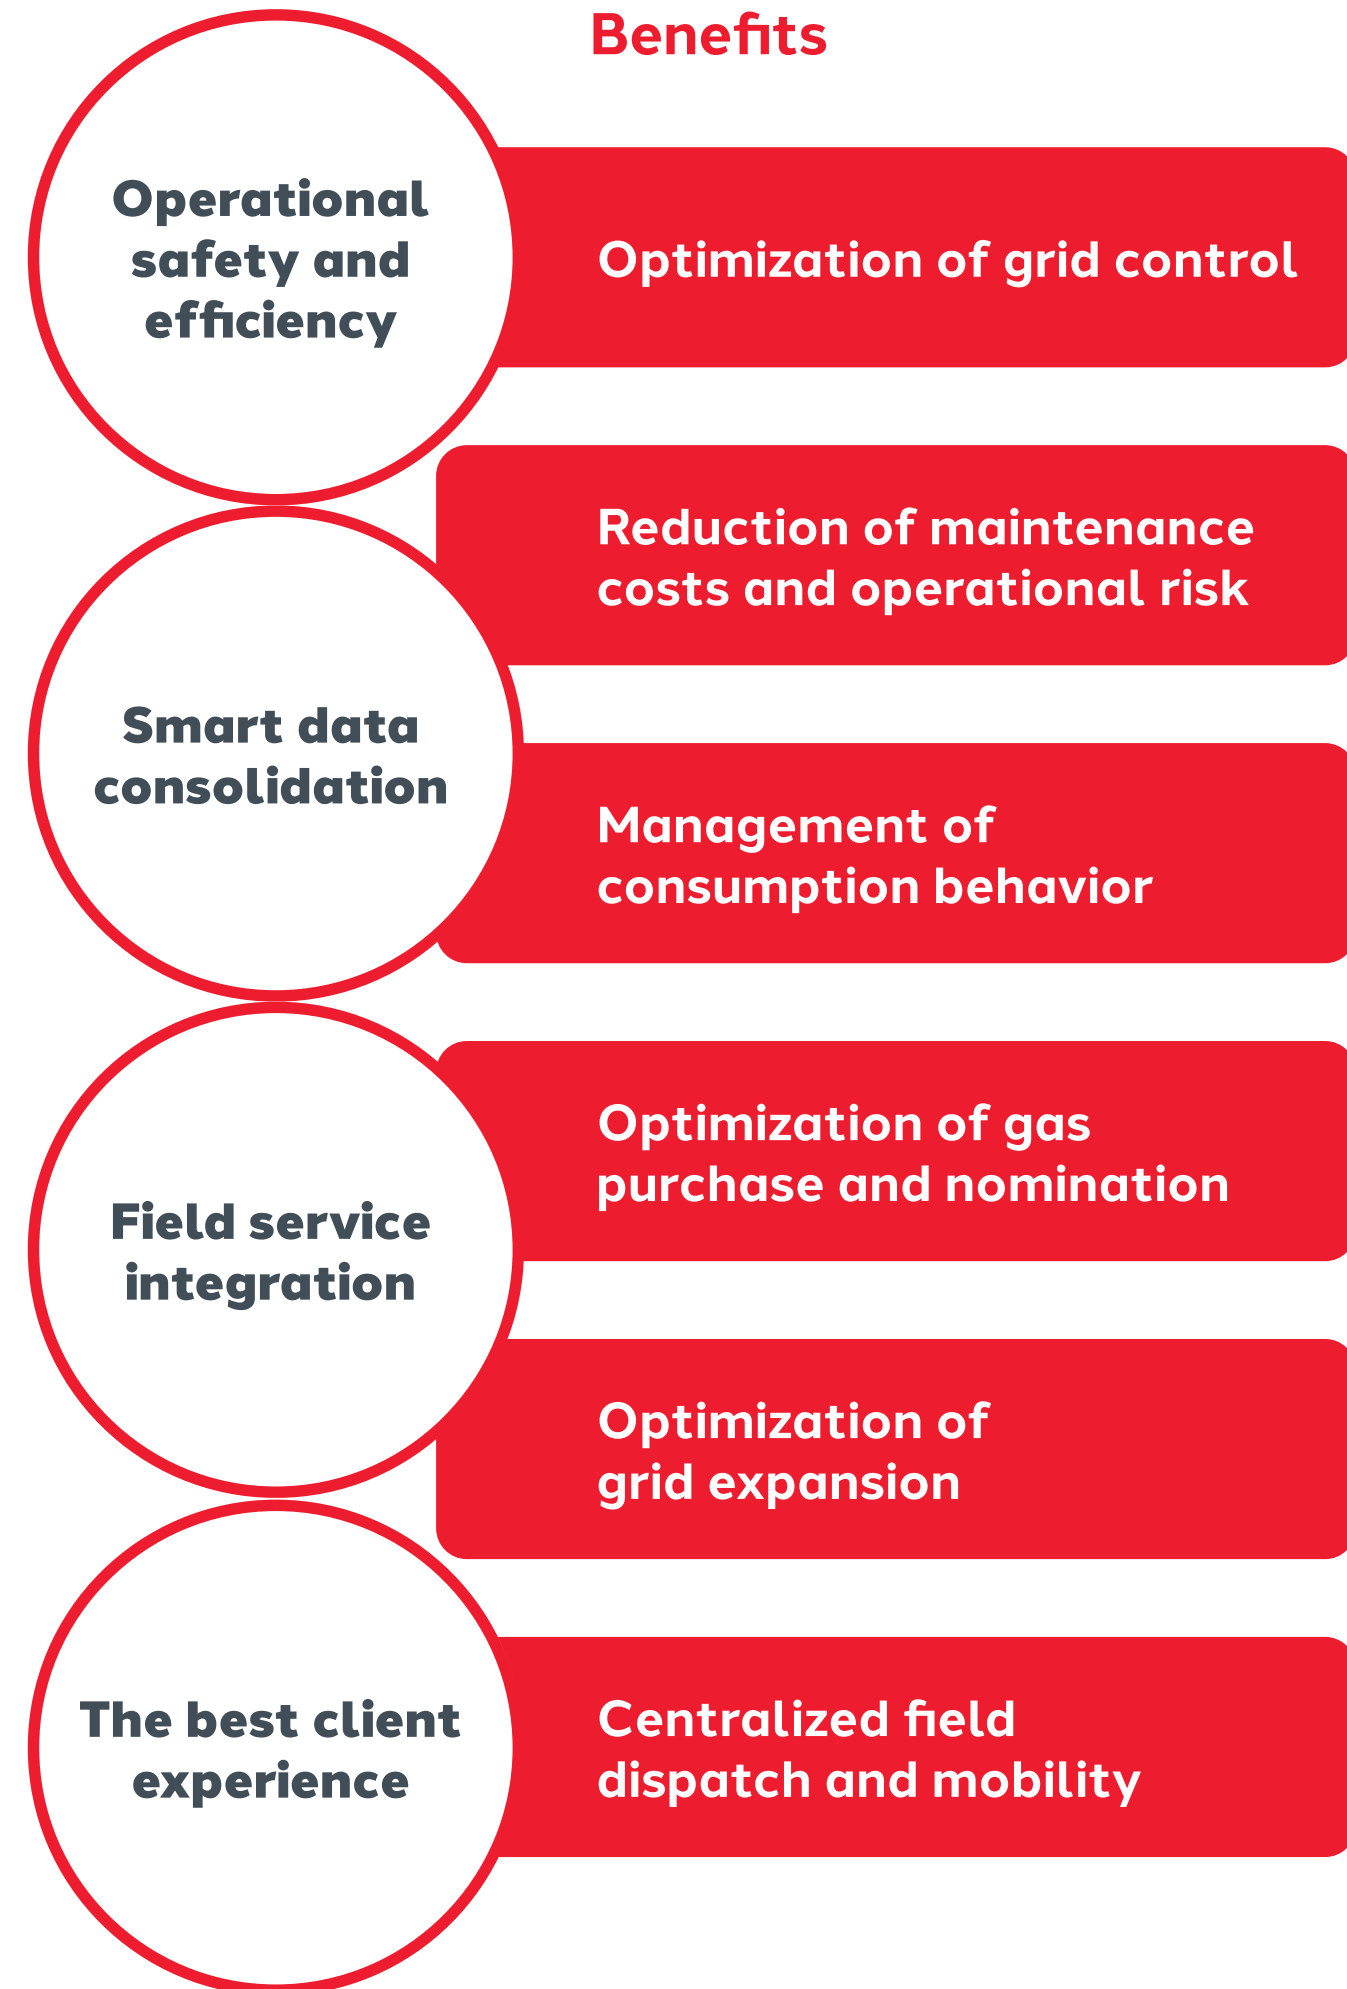 Benefits
Operational
safety and
efficiency
Optimization of grid control
Reduction of maintenance
costs and operational risk
Smart data
consolidation
Management of
consumption behavior
Optimization of gas
purchase and nomination
Field service
integration
Optimization of
grid expansion
The best client
experience
Centralized field
dispatch and mobility